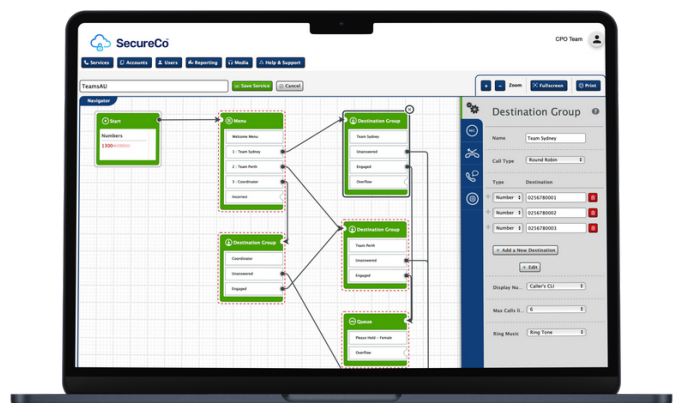 SecureCo
CPO Team
Services
Accounts
Users
Reporting
Media
Help & Support
TeamsAU
Save Service
Cancel
+
-
Zoom
Fullscreen
Print
Navigator
Start
Numbers
Menu
Welcome Menu
1 - Team Sydney
2 - Team Perth
3 - Coordinator
Incorrect
Destination Group
Team Sydney
Unanswered
Engaged
Overflow
Destination Group
Coordinator
Unanswered
Engaged
Destination Group
Team Perth
Unanswered
Engaged
Queue
Please Hold - Female
Overflow
Destination Group
?
Name
Team Sydney
Call Type
Round Robin
Type
Destination
Number
0256780001
Number
0256780002
Number
0256780003
+ Add a New Destination
+ Edit
Display Nu...
Caller's CLI
Max Calls (i...
6
Ring Music
Ring Tone